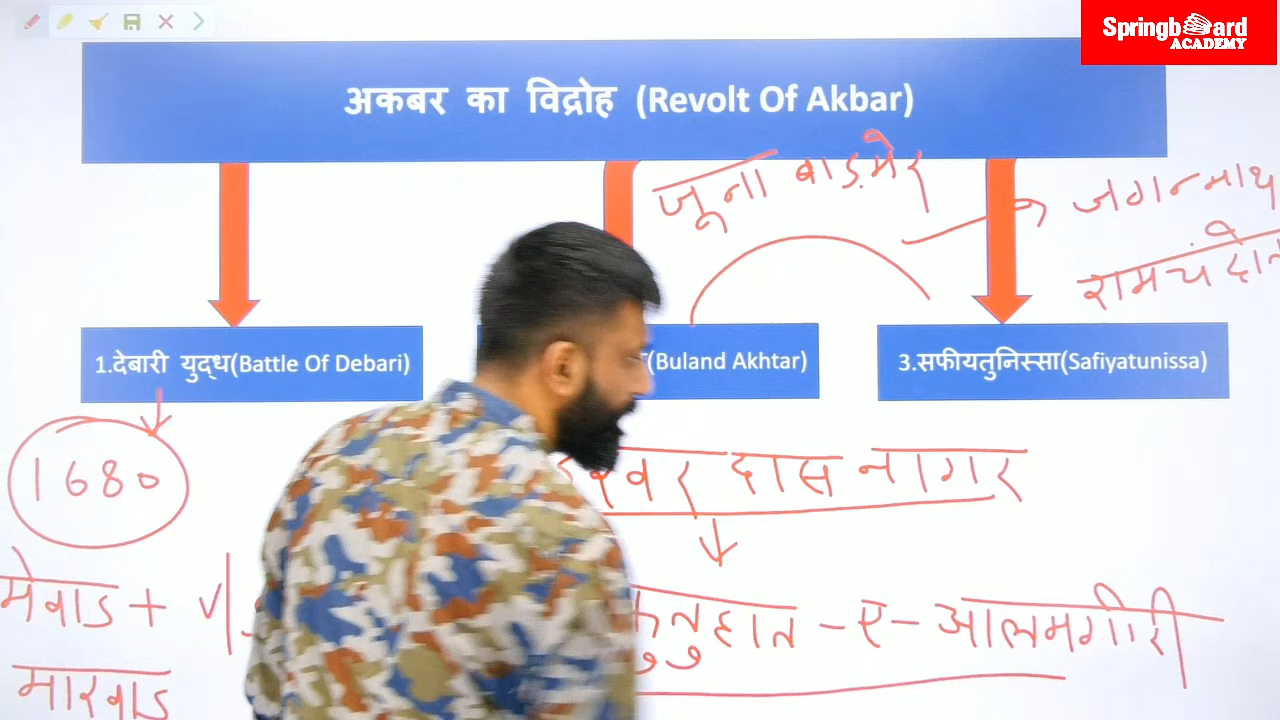 Springboard
ACADEMY
अकबर का विद्रोह (Revolt Of Akbar)
जूना बाड़मेर
जगन्नाथ
1.देबारी युद्ध(Battle Of Debari)
(Buland Akhtar)
3.सफीयतुनिस्सा(Safiyatunissa)
1680
दास नागर
मेवाड +
मारवाड
फुतुहात - ए - आलमगीरी